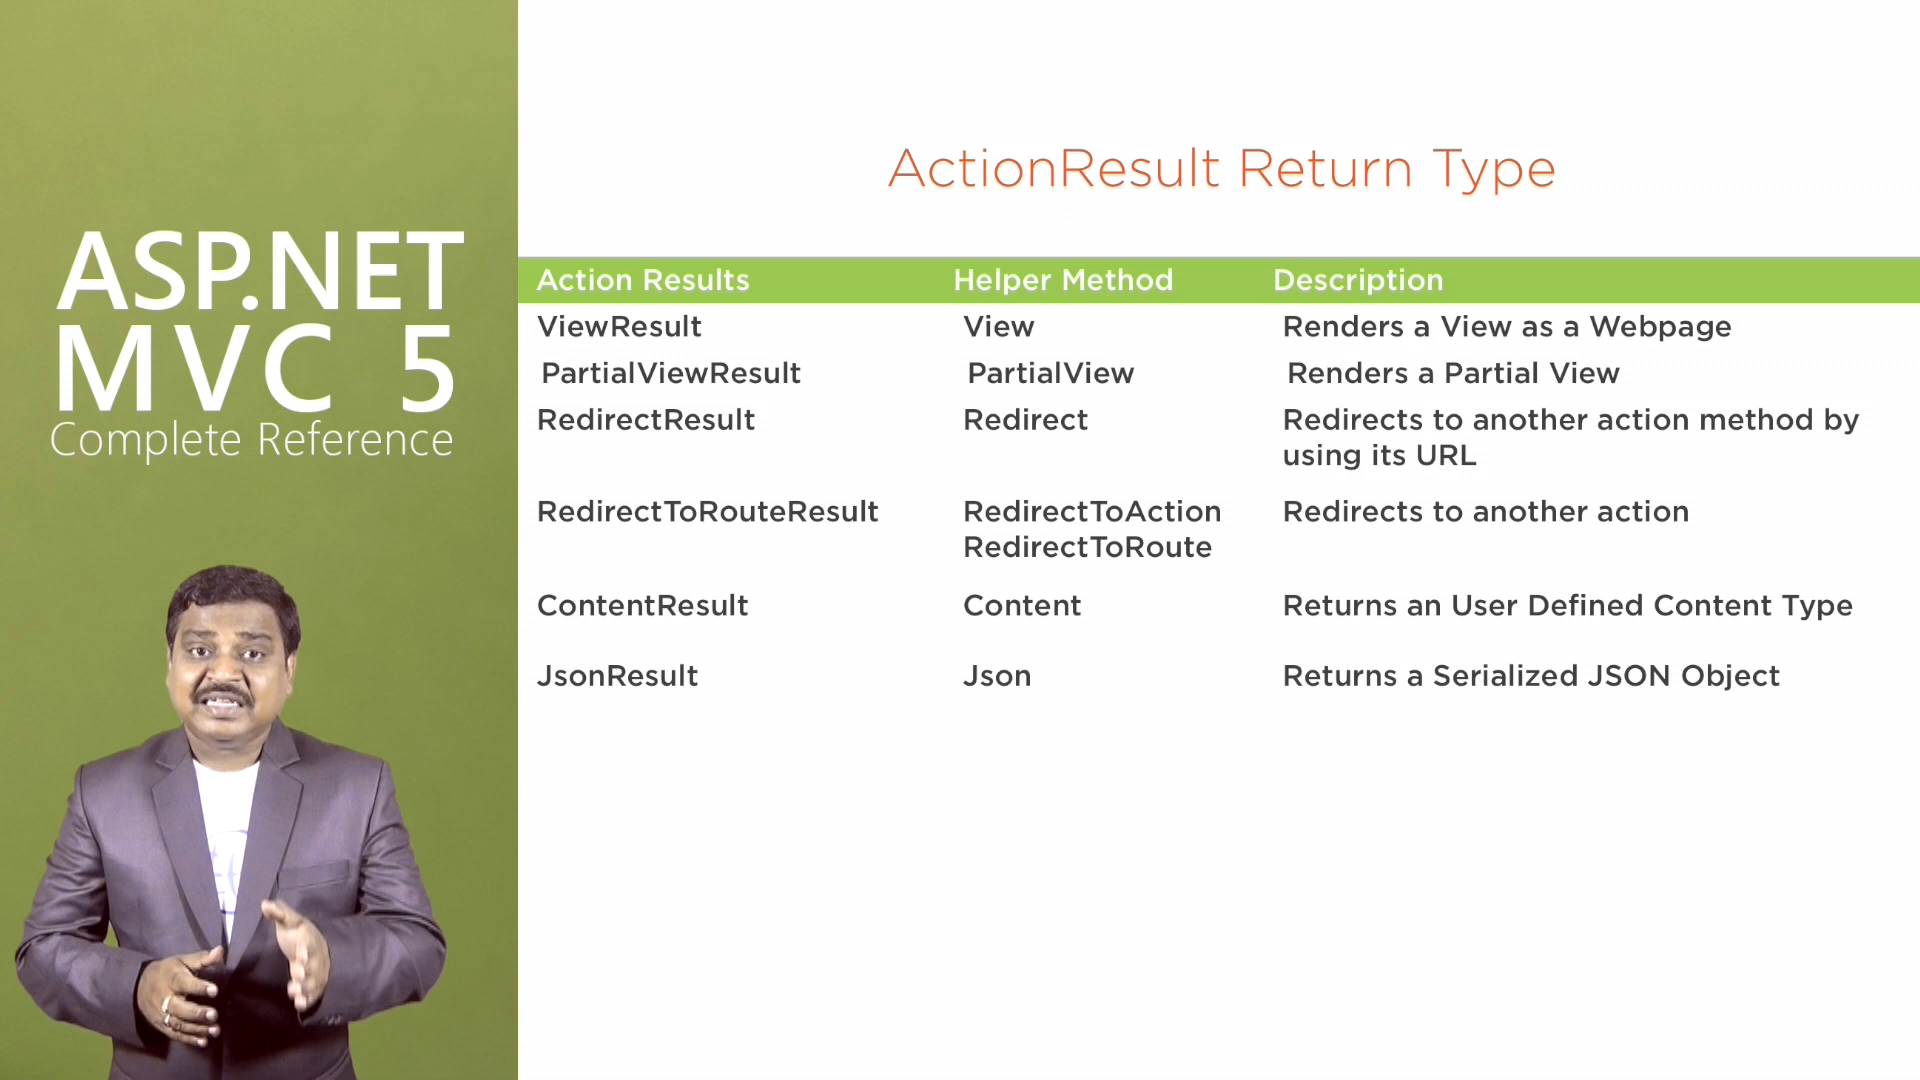 ASP.NET
MVC 5
Complete Reference
ActionResult Return Type
Action Results Helper Method Description
ViewResult View Renders a View as a Webpage
PartialViewResult PartialView Renders a Partial View
RedirectResult Redirect Redirects to another action method by
using its URL
RedirectToRouteResult RedirectToAction Redirects to another action
RedirectToRoute
ContentResult Content Returns an User Defined Content Type
JsonResult Json Returns a Serialized JSON Object